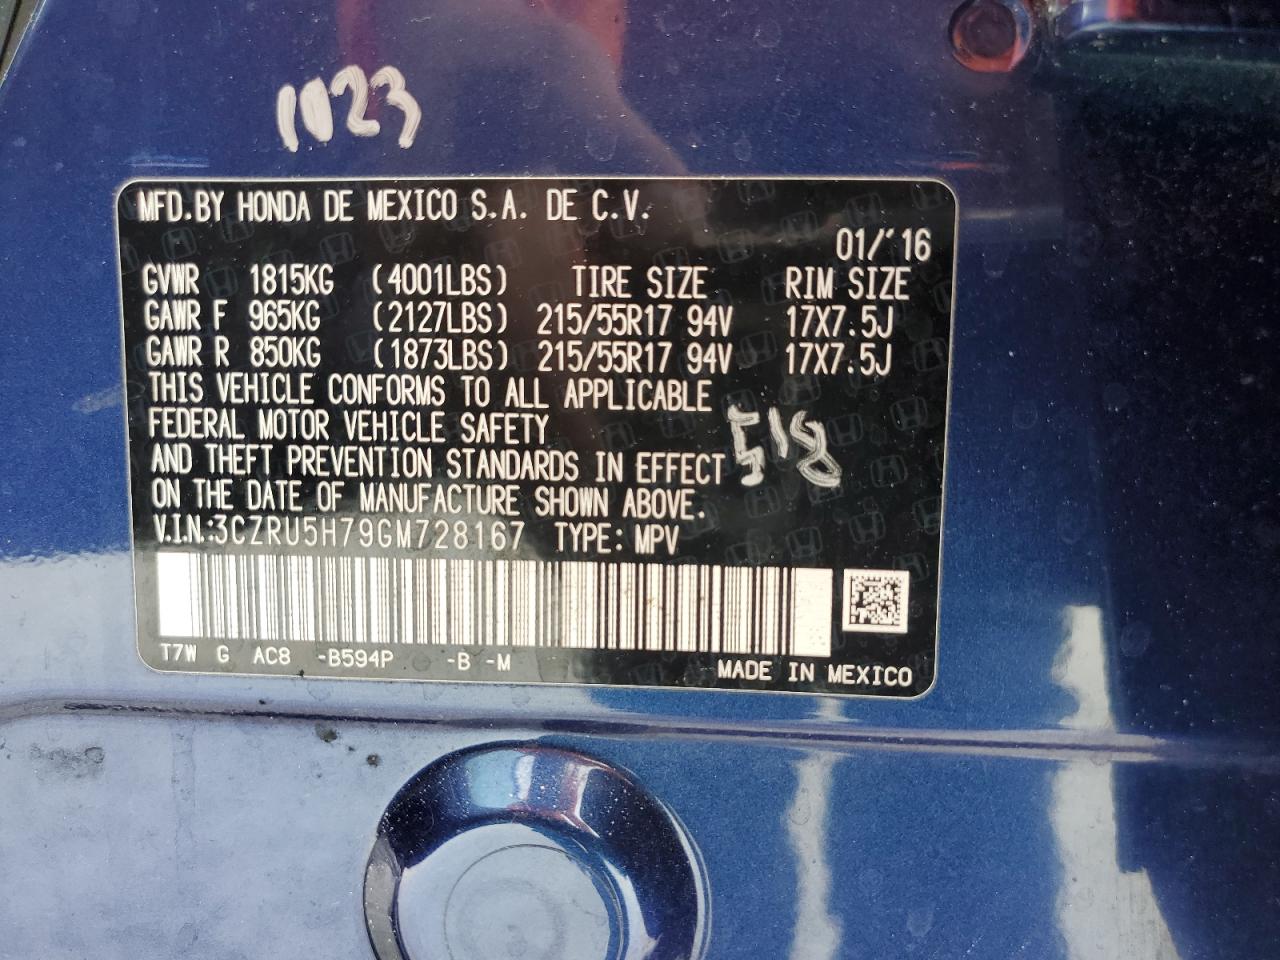 1023
MFD.BY HONDA DE MEXICO S.A. DE C.V.
01/'16
GVWR 1815KG (4001LBS) TIRE SIZE RIM SIZE
GAWR F 965KG (2127LBS) 215/55R17 94V 17X7.5J
GAWR R 850KG (1873LBS) 215/55R17 94V 17X7.5J
THIS VEHICLE CONFORMS TO ALL APPLICABLE
FEDERAL MOTOR VEHICLE SAFETY
AND THEFT PREVENTION STANDARDS IN EFFECT
518
ON THE DATE OF MANUFACTURE SHOWN ABOVE.
V.I.N.:3CZRU5H79GM728167 TYPE: MPV
T7W G AC8 -B594P -B -M
MADE IN MEXICO